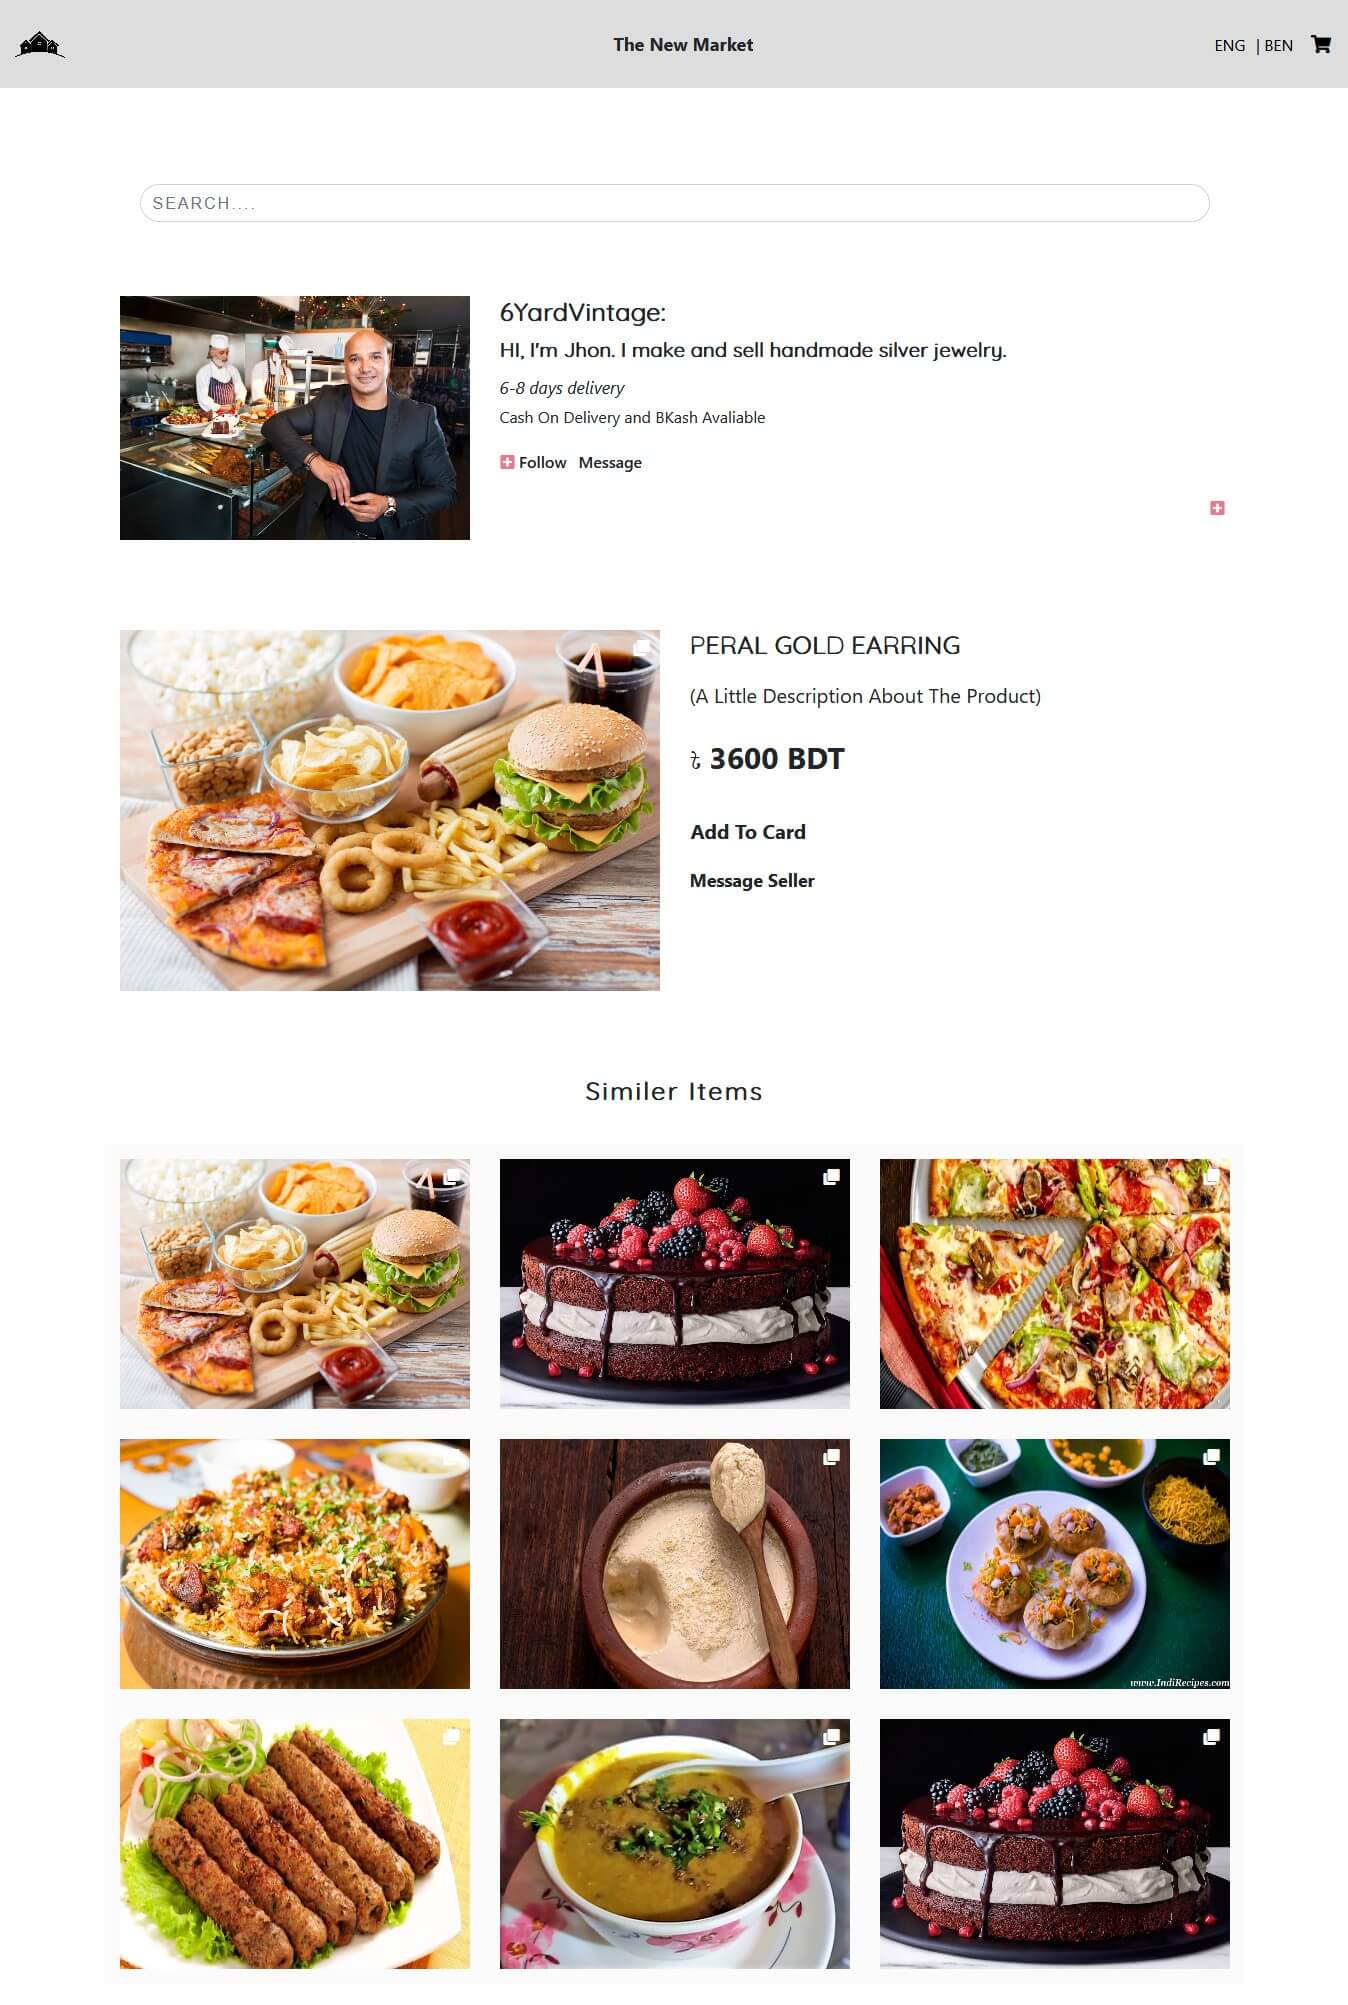 The New Market
ENG | BEN
SEARCH....
6YardVintage:
HI, I'm Jhon. I make and sell handmade silver jewelry.
6-8 days delivery
Cash On Delivery and BKash Avaliable
Follow Message
PERAL GOLD EARRING
(A Little Description About The Product)
৳ 3600 BDT
Add To Card
Message Seller
Similer Items
www.IndiRecipes.com